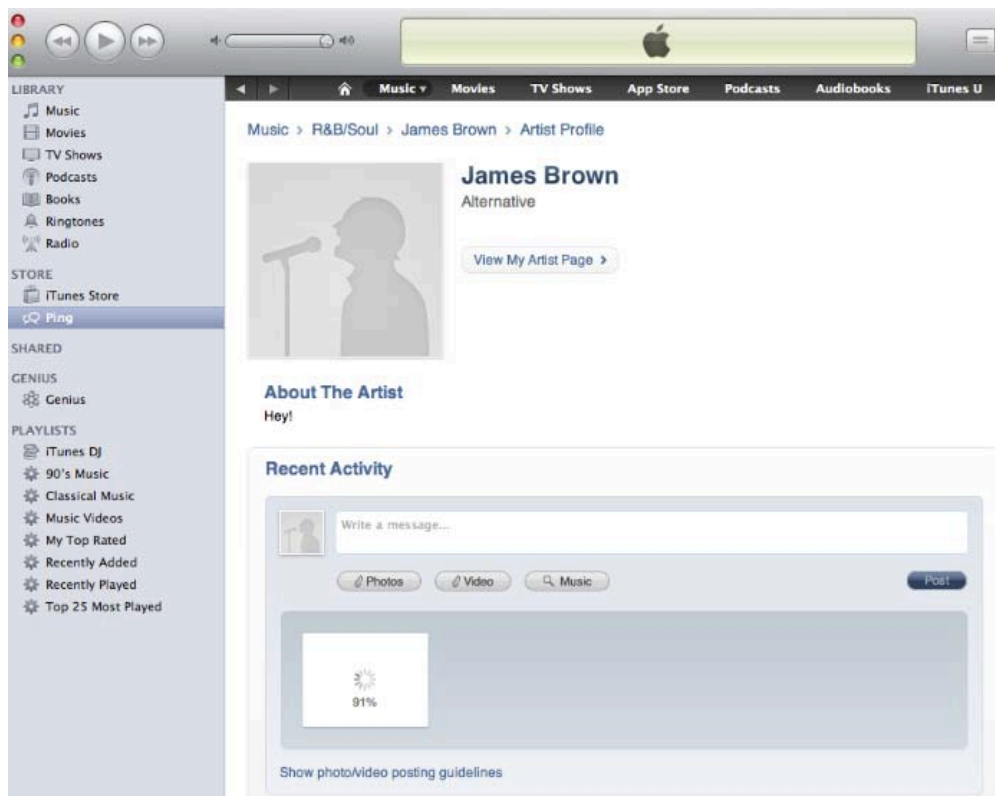 Music Movies TV Shows App Store Podcasts Audiobooks iTunes U
LIBRARY
Music
Movies
TV Shows
Podcasts
Books
Ringtones
Radio
STORE
iTunes Store
Ping
SHARED
GENIUS
Genius
PLAYLISTS
iTunes DJ
90's Music
Classical Music
Music Videos
My Top Rated
Recently Added
Recently Played
Top 25 Most Played
Music > R&B/Soul > James Brown > Artist Profile
James Brown
Alternative
View My Artist Page >
About The Artist
Hey!
Recent Activity
Write a message...
Photos Video Music Post
91%
Show photo/video posting guidelines